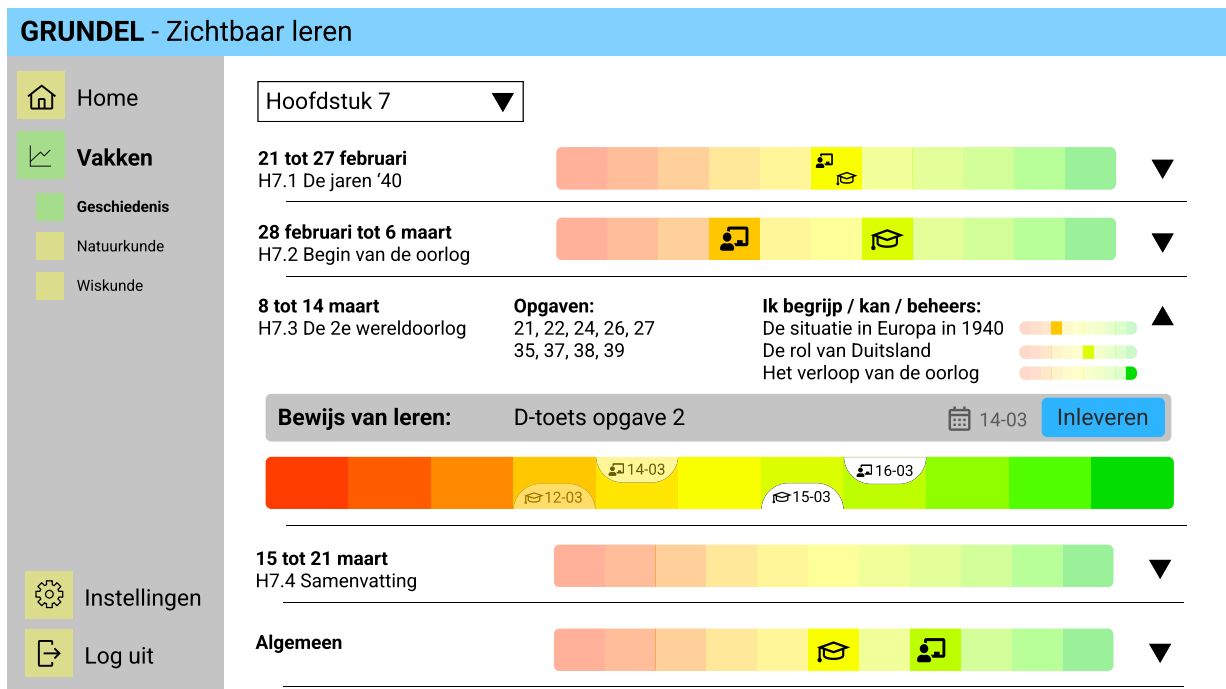 GRUNDEL - Zichtbaar leren
Home
Vakken
Geschiedenis
Natuurkunde
Wiskunde
Instellingen
Log uit
Hoofdstuk 7
21 tot 27 februari
H7.1 De jaren ‘40
28 februari tot 6 maart
H7.2 Begin van de oorlog
8 tot 14 maart
H7.3 De 2e wereldoorlog
Opgaven:
21, 22, 24, 26, 27
35, 37, 38, 39
Ik begrijp / kan / beheers:
De situatie in Europa in 1940
De rol van Duitsland
Het verloop van de oorlog
Bewijs van leren: D-toets opgave 2 14-03 Inleveren
14-03 16-03
12-03 15-03
15 tot 21 maart
H7.4 Samenvatting
Algemeen